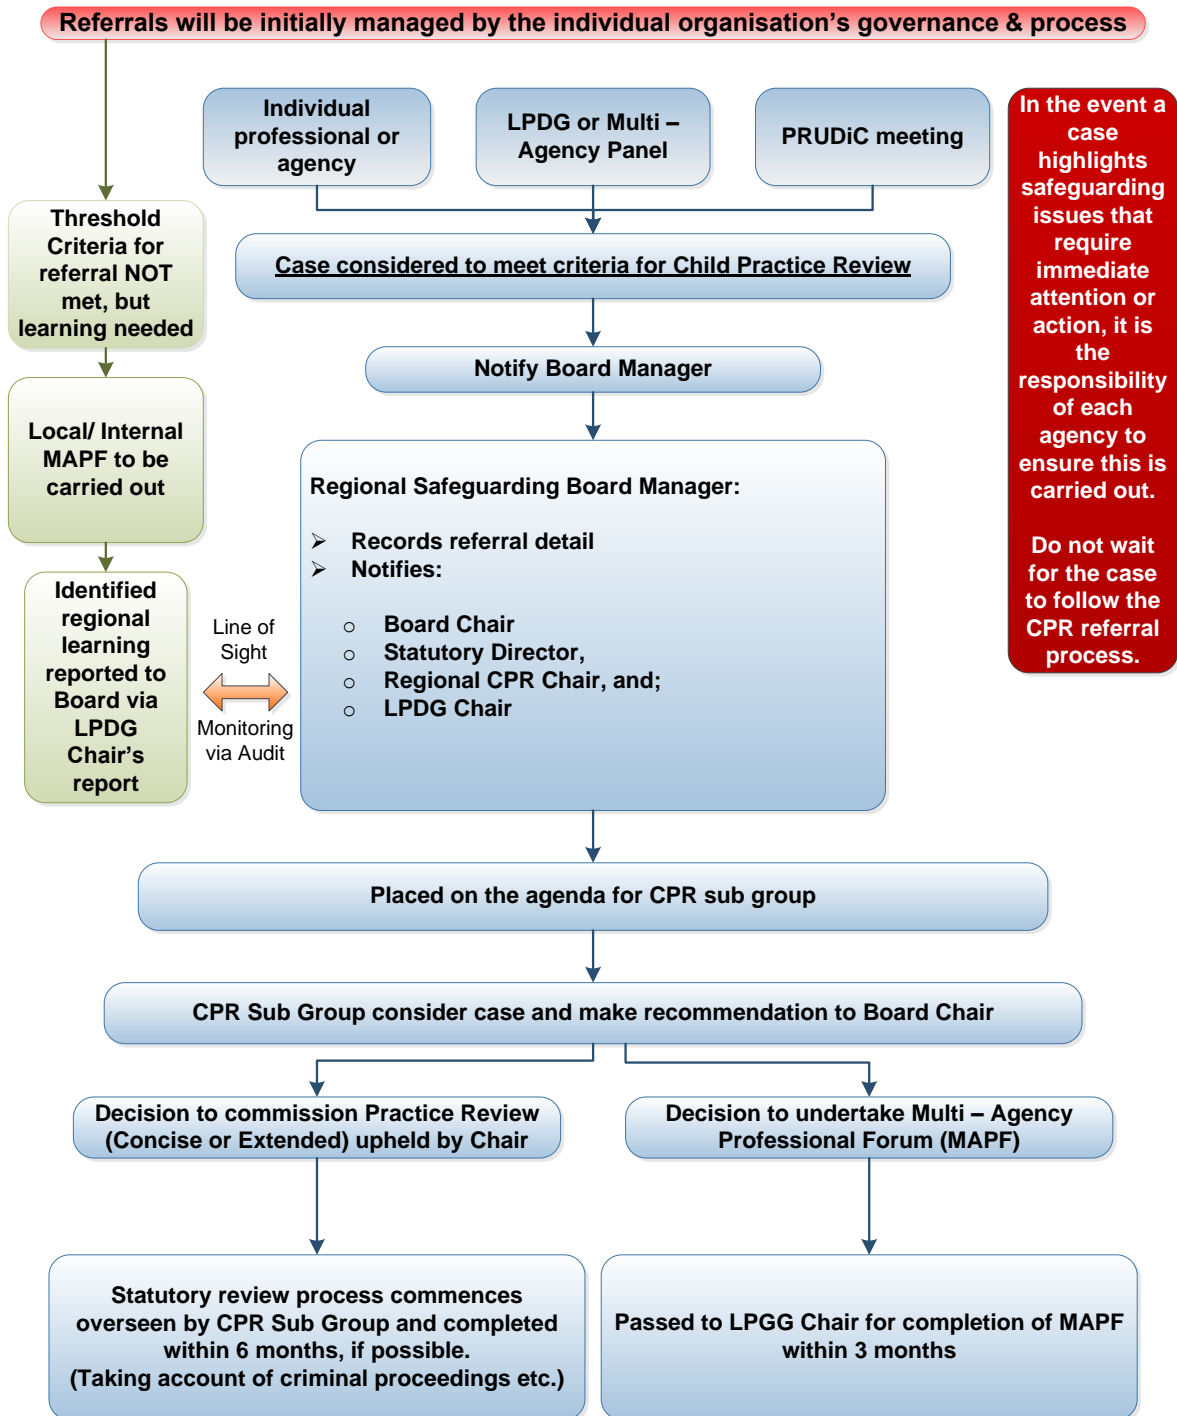 Referrals will be initially managed by the individual organisation’s governance & process
Individual
professional or
agency
LPDG or Multi –
Agency Panel
PRUDiC meeting
In the event a
case
highlights
safeguarding
issues that
require
immediate
attention or
action, it is
the
responsibility
of each
agency to
ensure this is
carried out.
Do not wait
for the case
to follow the
CPR referral
process.
Threshold
Criteria for
referral NOT
met, but
learning needed
Case considered to meet criteria for Child Practice Review
Notify Board Manager
Local/ Internal
MAPF to be
carried out
Regional Safeguarding Board Manager:
➢ Records referral detail
➢ Notifies:
o Board Chair
o Statutory Director,
o Regional CPR Chair, and;
o LPDG Chair
Identified
regional
learning
reported to
Board via
LPDG
Chair’s
report
Line of
Sight
Monitoring
via Audit
Placed on the agenda for CPR sub group
CPR Sub Group consider case and make recommendation to Board Chair
Decision to commission Practice Review
(Concise or Extended) upheld by Chair
Decision to undertake Multi – Agency
Professional Forum (MAPF)
Statutory review process commences
overseen by CPR Sub Group and completed
within 6 months, if possible.
(Taking account of criminal proceedings etc.)
Passed to LPGG Chair for completion of MAPF
within 3 months